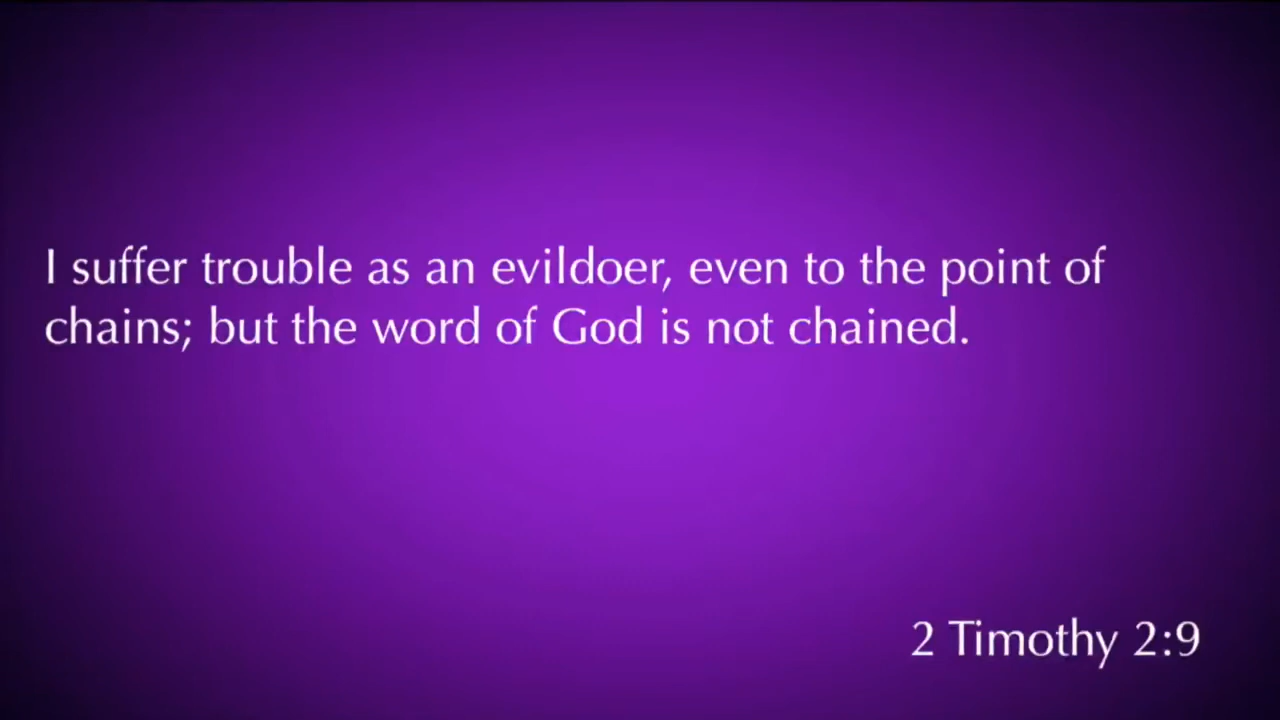 I suffer trouble as an evildoer, even to the point of
chains; but the word of God is not chained.
2 Timothy 2:9